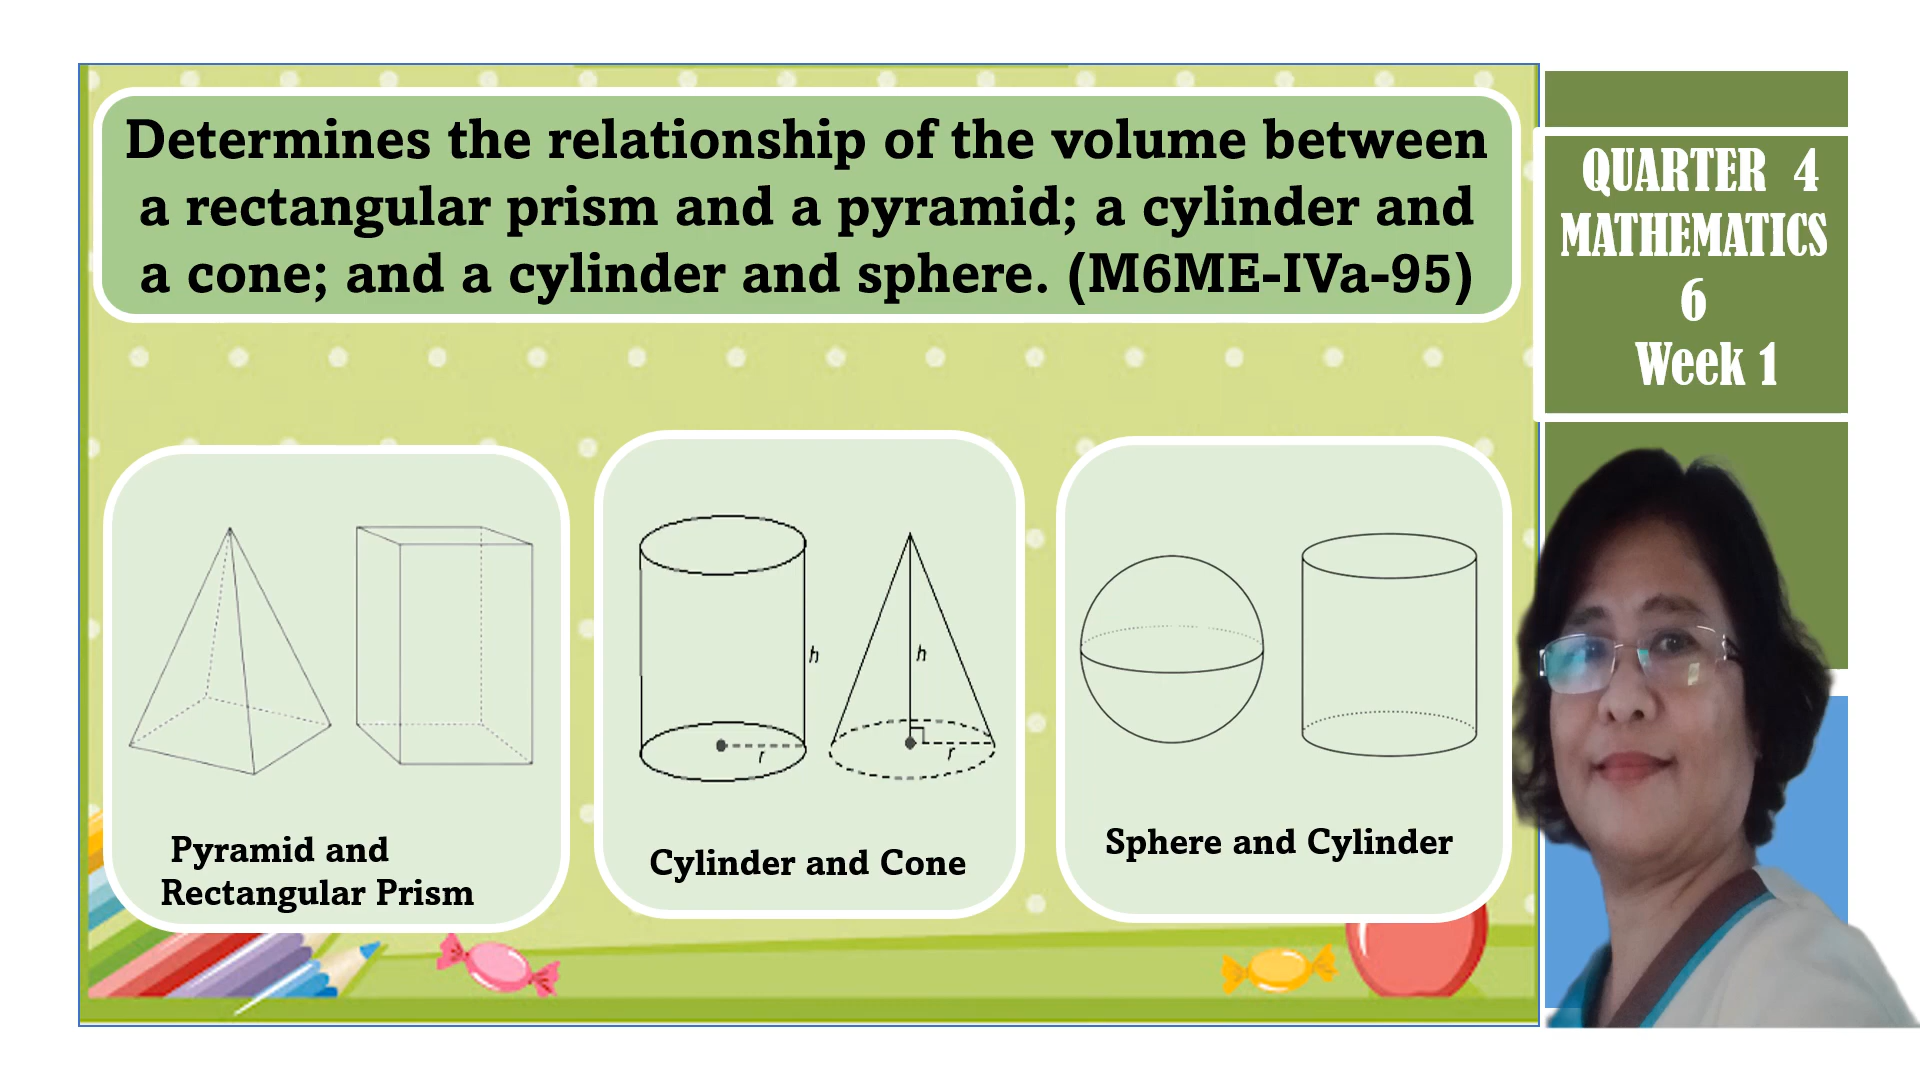 Determines the relationship of the volume between
a rectangular prism and a pyramid; a cylinder and
a cone; and a cylinder and sphere. (M6ME-IVa-95)
QUARTER 4
MATHEMATICS
6
Week 1
h
r
h
r
Pyramid and
Rectangular Prism
Cylinder and Cone
Sphere and Cylinder